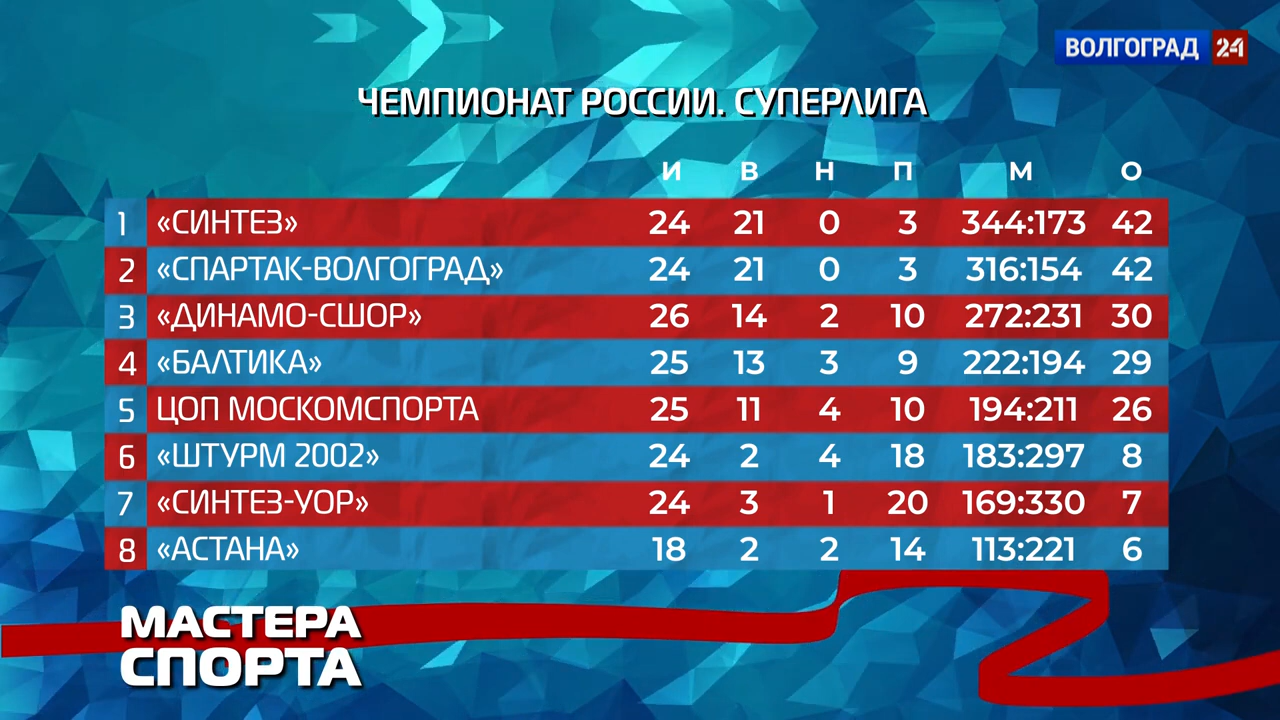 ВОЛГОГРАД 24
ЧЕМПИОНАТ РОССИИ. СУПЕРЛИГА
И В Н П М О
1 «СИНТЕЗ» 24 21 0 3 344:173 42
2 «СПАРТАК-ВОЛГОГРАД» 24 21 0 3 316:154 42
3 «ДИНАМО-СШОР» 26 14 2 10 272:231 30
4 «БАЛТИКА» 25 13 3 9 222:194 29
5 ЦОП МОСКОМСПОРТА 25 11 4 10 194:211 26
6 «ШТУРМ 2002» 24 2 4 18 183:297 8
7 «СИНТЕЗ-УОР» 24 3 1 20 169:330 7
8 «АСТАНА» 18 2 2 14 113:221 6
МАСТЕРА
СПОРТА